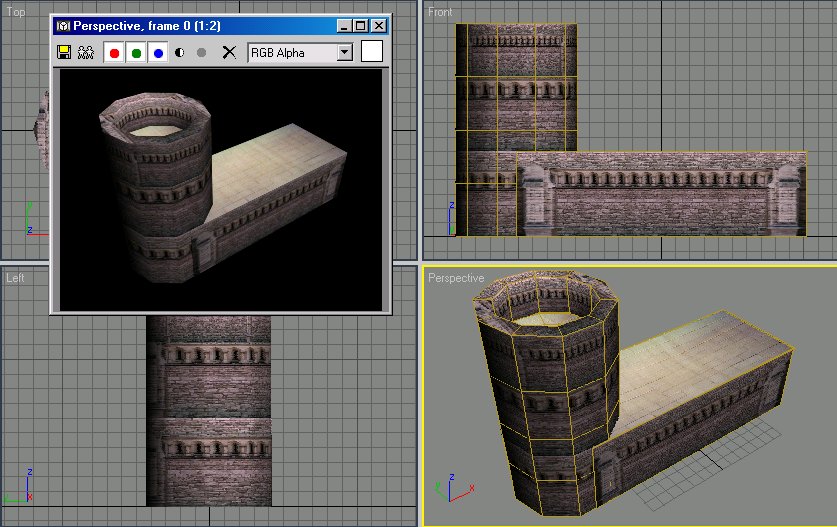 Top
Perspective, frame 0 (1:2)
RGB Alpha
Front
z
y
z
Left
z
y
x
Perspective
z
y
x